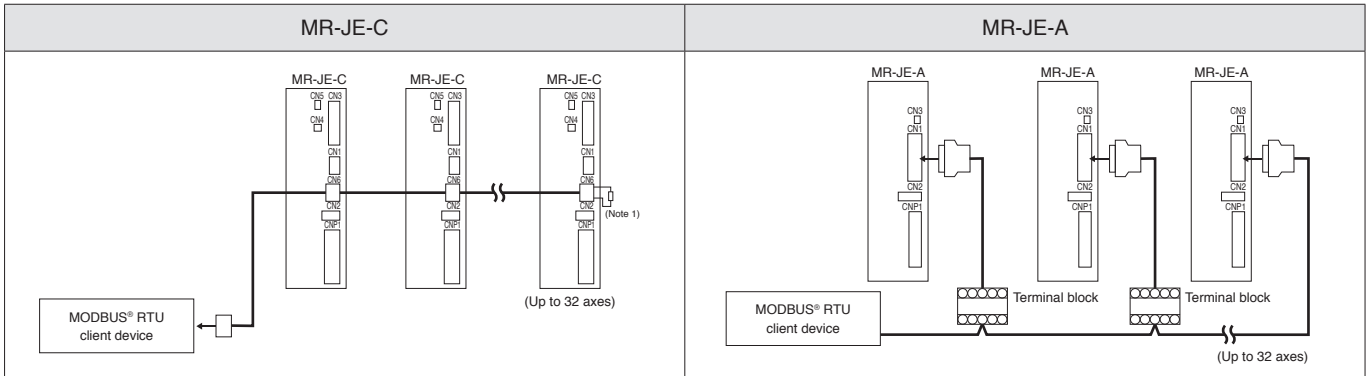 MR-JE-C
MR-JE-A
MR-JE-C
CN5 CN3
CN4
CN1
CN6
CN2
CNP1
MR-JE-C
CN5 CN3
CN4
CN1
CN6
CN2
CNP1
MR-JE-C
CN5 CN3
CN4
CN1
CN6
CN2
CNP1
(Note 1)
(Up to 32 axes)
MODBUS® RTU
client device
MR-JE-A
CN3
CN1
CN2
CNP1
MR-JE-A
CN3
CN1
CN2
CNP1
MR-JE-A
CN3
CN1
CN2
CNP1
Terminal block
Terminal block
MODBUS® RTU
client device
(Up to 32 axes)